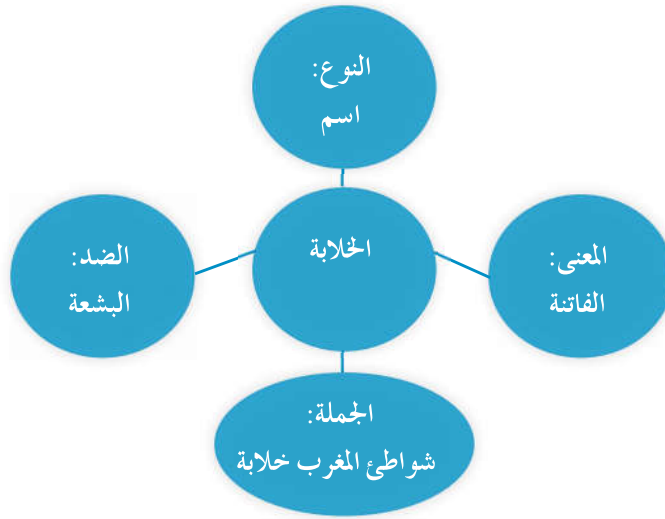 النوع:
اسم
الخلابة
المعنى:
الفاتنة
الضد:
البشعة
الجملة:
شواطئ المغرب خلابة